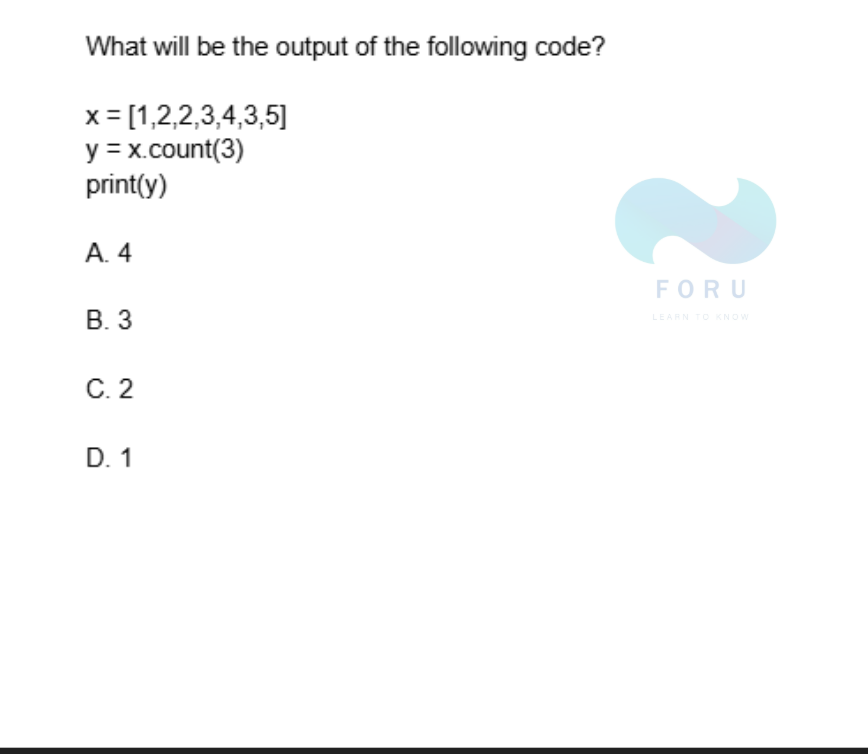 What will be the output of the following code?
x = [1,2,2,3,4,3,5]
y = x.count(3)
print(y)
A. 4
B. 3
C. 2
D. 1
FORU
LEARN TO KNOW